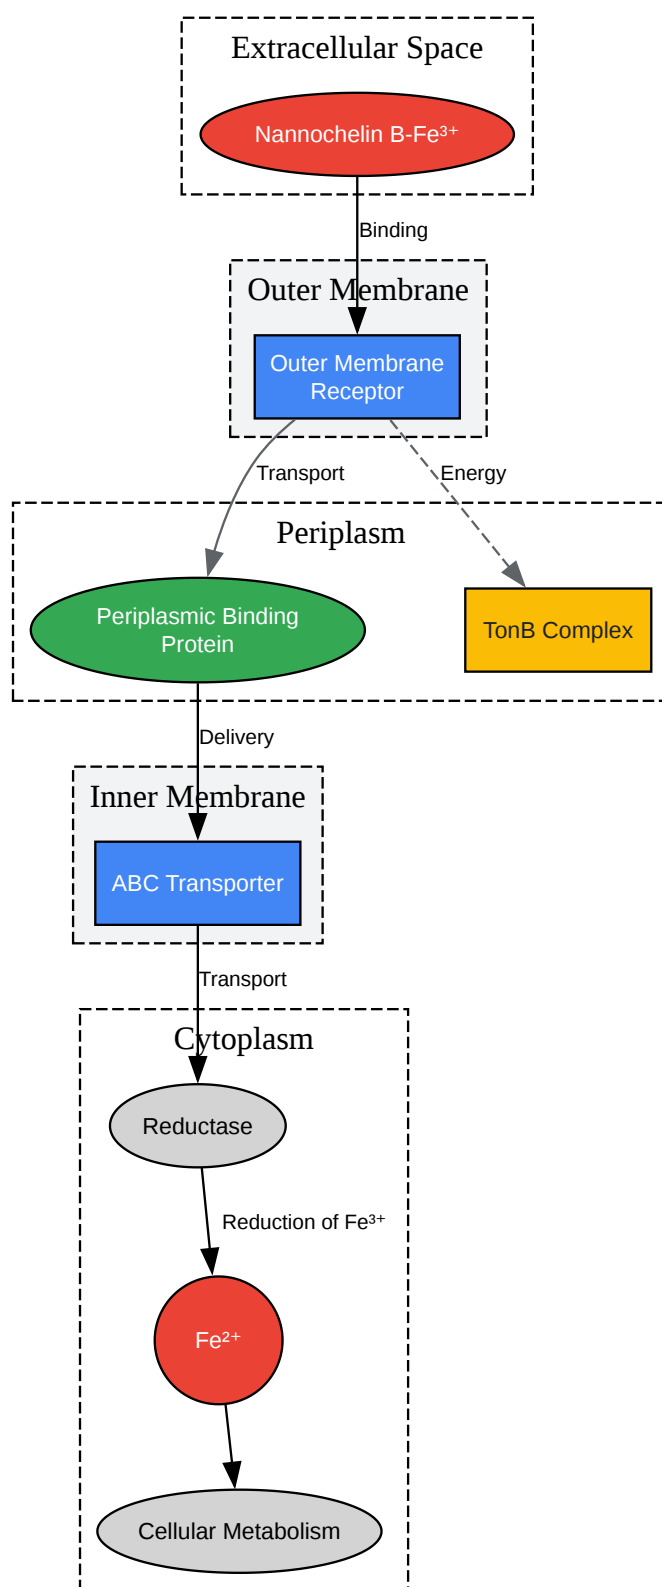 Extracellular Space
Nannochelin B-Fe³⁺
Binding
Outer Membrane
Outer Membrane
Receptor
Transport
Energy
Periplasm
Periplasmic Binding
Protein
TonB Complex
Delivery
Inner Membrane
ABC Transporter
Transport
Cytoplasm
Reductase
Reduction of Fe³⁺
Fe²⁺
Cellular Metabolism